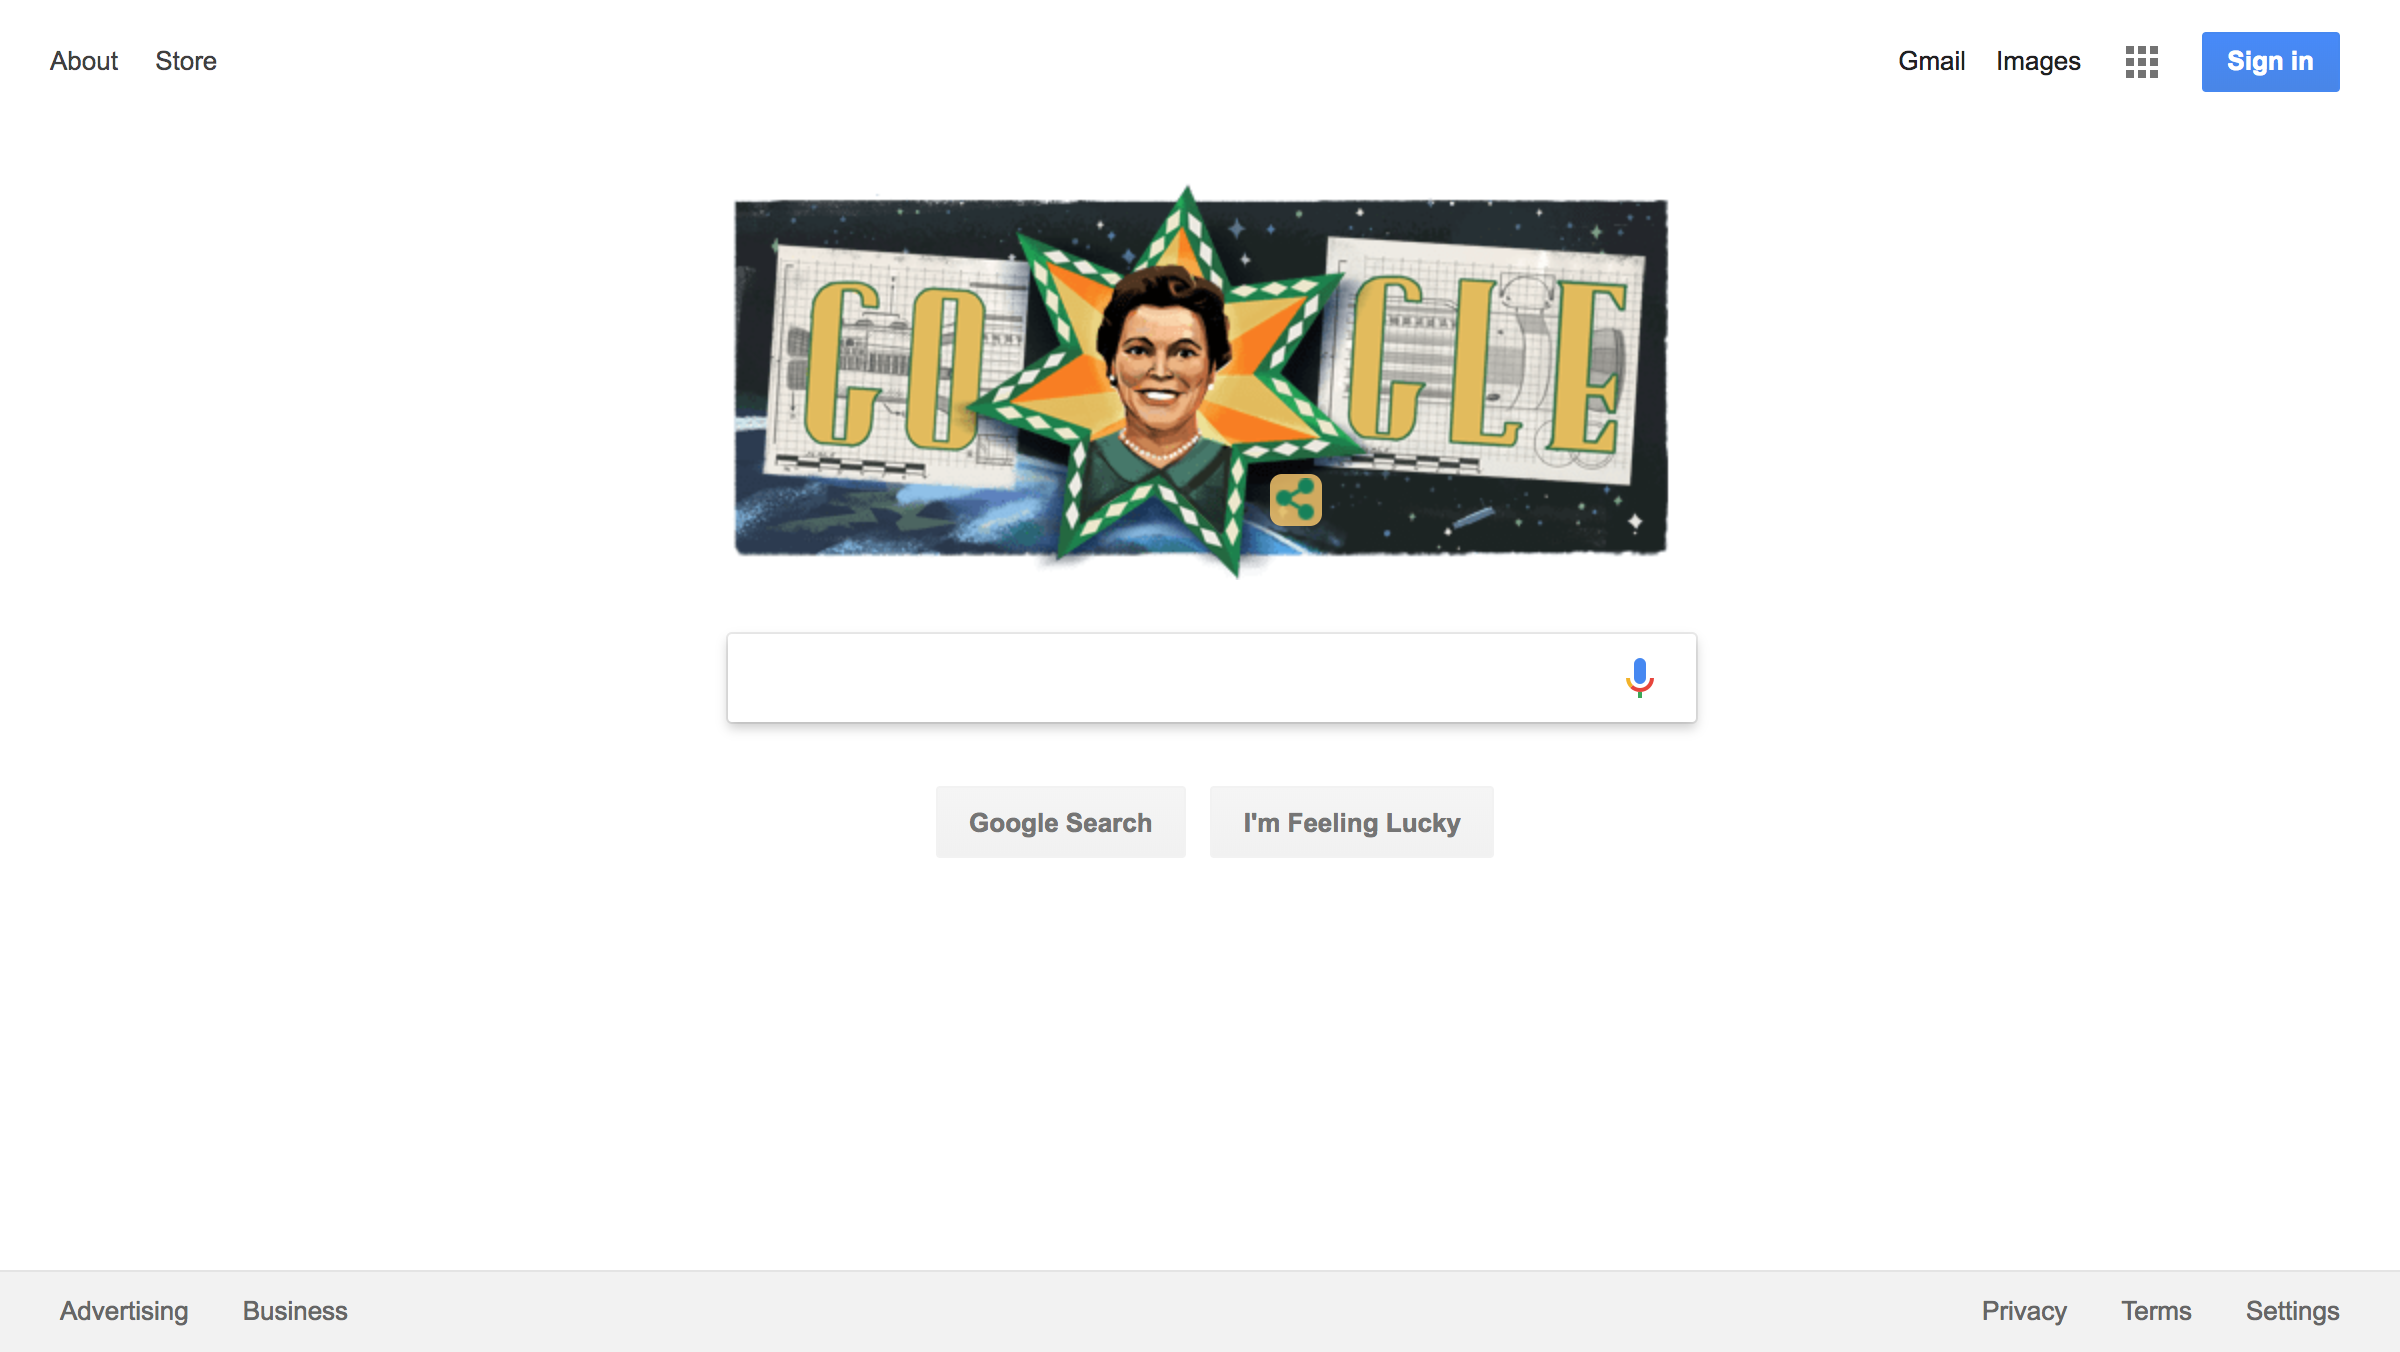 About Store Gmail Images Sign in
GO GLE
Google Search I'm Feeling Lucky
Advertising Business Privacy Terms Settings